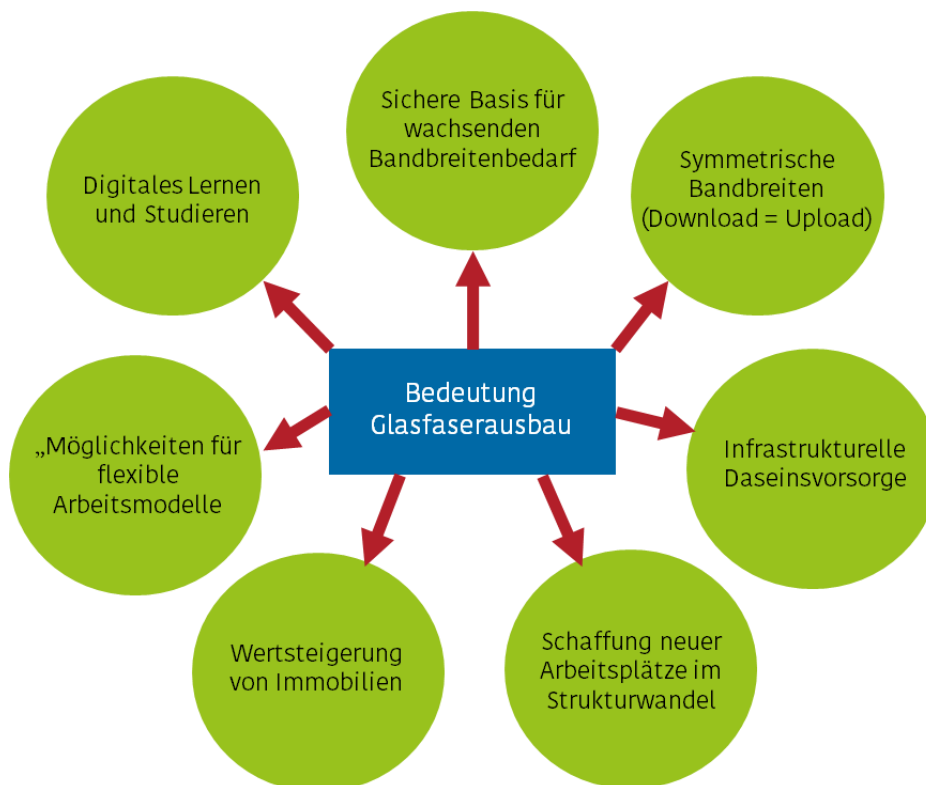 Sichere Basis für
wachsenden
Bandbreitenbedarf
Digitales Lernen
und Studieren
Symmetrische
Bandbreiten
(Download = Upload)
Bedeutung
Glasfaserausbau
„Möglichkeiten für
flexible
Arbeitsmodelle
Infrastrukturelle
Daseinsvorsorge
Wertsteigerung
von Immobilien
Schaffung neuer
Arbeitsplätze im
Strukturwandel